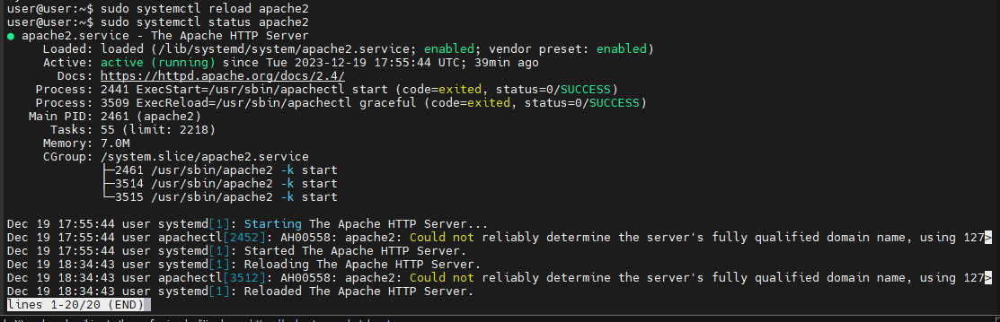 user@user:~$ sudo systemctl reload apache2
user@user:~$ sudo systemctl status apache2
● apache2.service - The Apache HTTP Server
Loaded: loaded (/lib/systemd/system/apache2.service; enabled; vendor preset: enabled)
Active: active (running) since Tue 2023-12-19 17:55:44 UTC; 39min ago
Docs: https://httpd.apache.org/docs/2.4/
Process: 2441 ExecStart=/usr/sbin/apachectl start (code=exited, status=0/SUCCESS)
Process: 3509 ExecReload=/usr/sbin/apachectl graceful (code=exited, status=0/SUCCESS)
Main PID: 2461 (apache2)
Tasks: 55 (limit: 2218)
Memory: 7.0M
CGroup: /system.slice/apache2.service
├─2461 /usr/sbin/apache2 -k start
├─3514 /usr/sbin/apache2 -k start
└─3515 /usr/sbin/apache2 -k start
Dec 19 17:55:44 user systemd[1]: Starting The Apache HTTP Server...
Dec 19 17:55:44 user apachectl[2452]: AH00558: apache2: Could not reliably determine the server's fully qualified domain name, using 127>
Dec 19 17:55:44 user systemd[1]: Started The Apache HTTP Server.
Dec 19 18:34:43 user systemd[1]: Reloading The Apache HTTP Server.
Dec 19 18:34:43 user apachectl[3512]: AH00558: apache2: Could not reliably determine the server's fully qualified domain name, using 127>
Dec 19 18:34:43 user systemd[1]: Reloaded The Apache HTTP Server.
lines 1-20/20 (END)